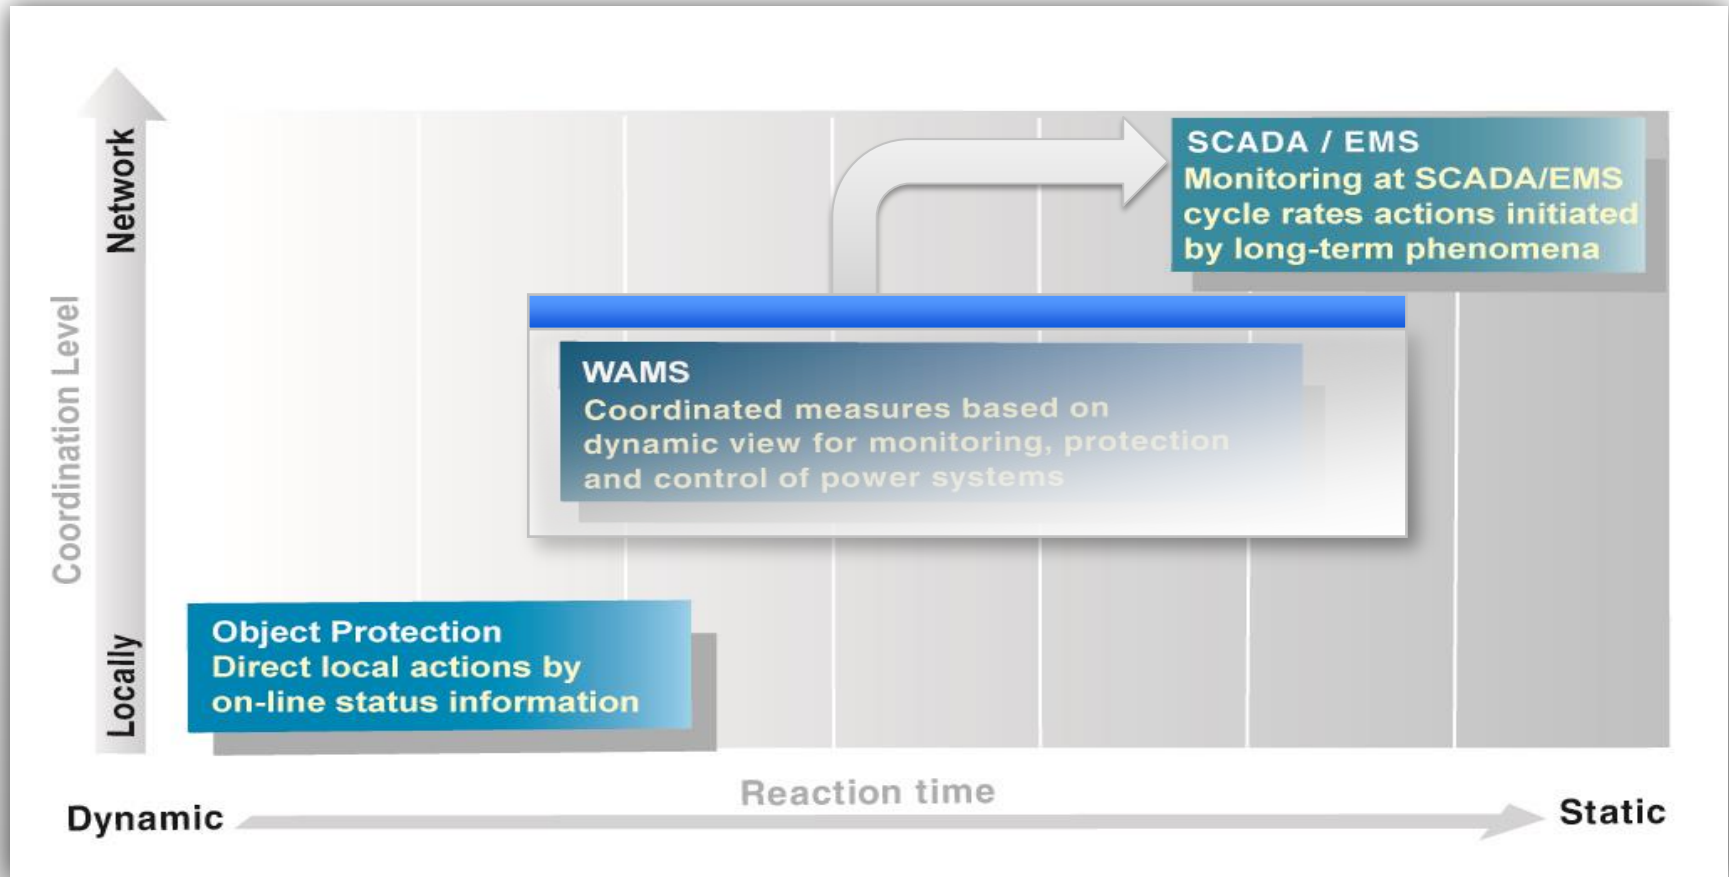 Network
Coordination Level
Locally
SCADA / EMS
Monitoring at SCADA/EMS
cycle rates actions initiated
by long-term phenomena
WAMS
Coordinated measures based on
dynamic view for monitoring, protection
and control of power systems
Object Protection
Direct local actions by
on-line status information
Reaction time
Dynamic
Static